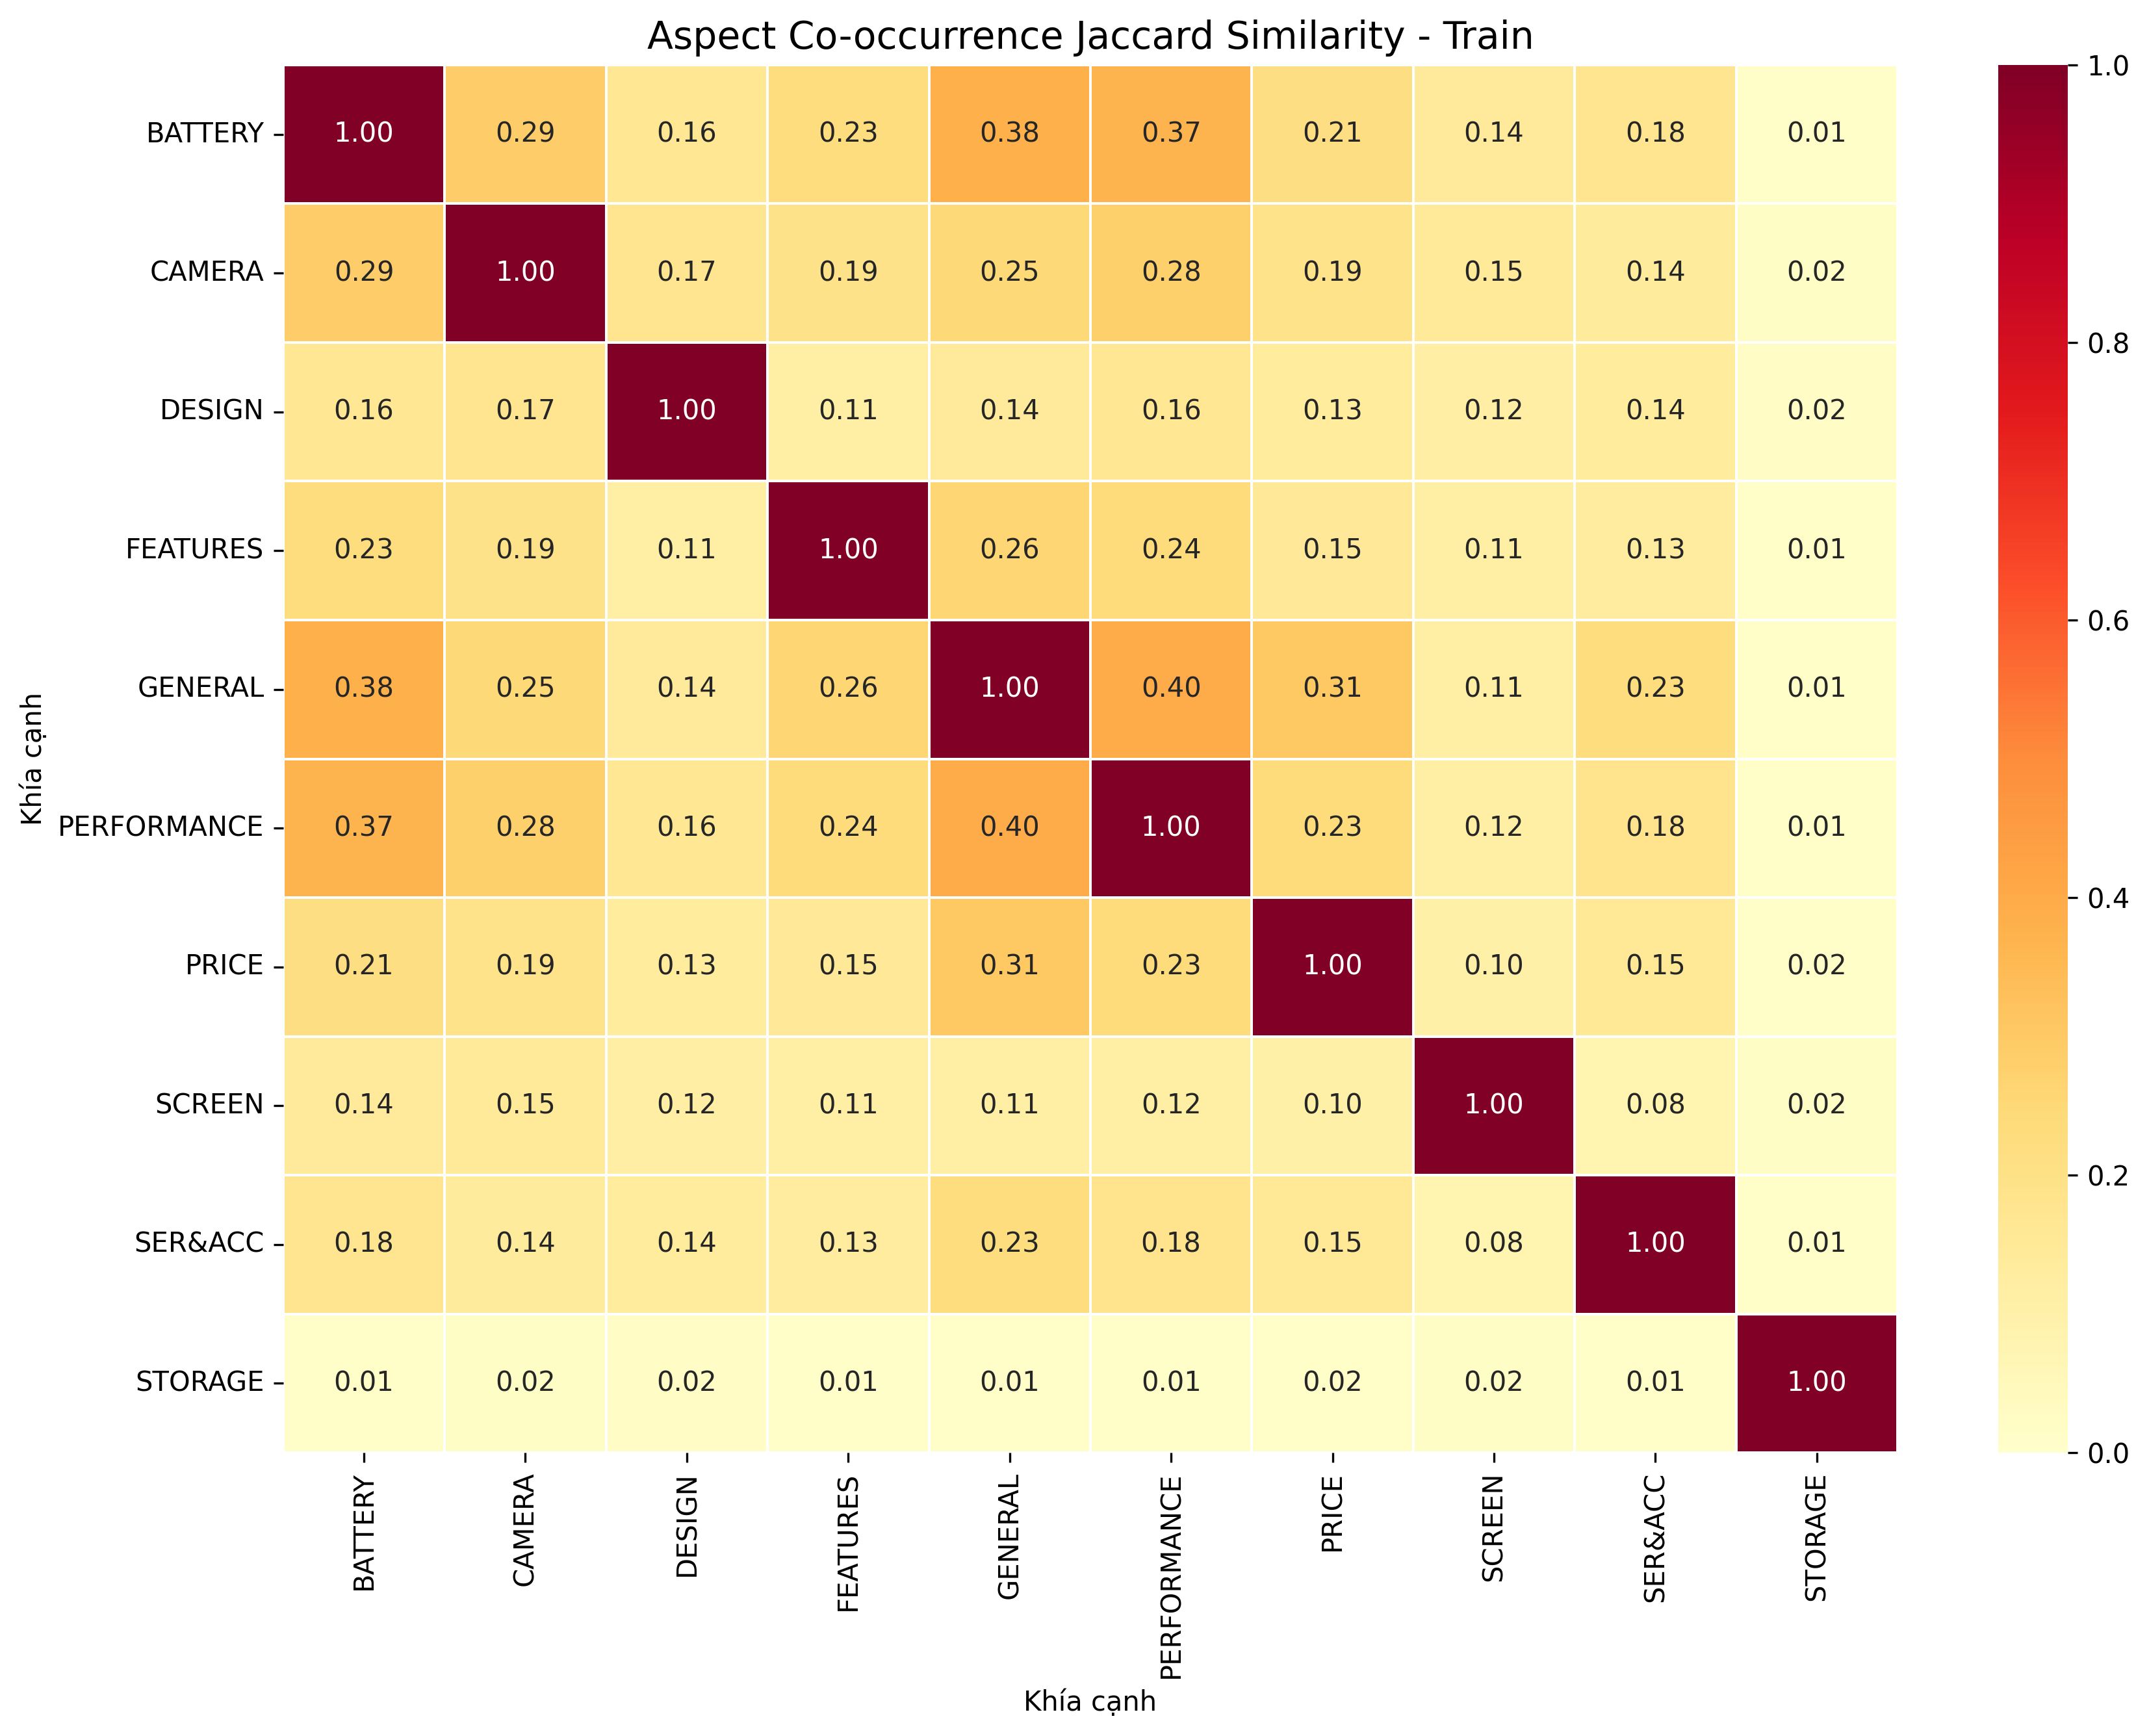 Aspect Co-occurrence Jaccard Similarity - Train
BATTERY 1.00 0.29 0.16 0.23 0.38 0.37 0.21 0.14 0.18 0.01
CAMERA 0.29 1.00 0.17 0.19 0.25 0.28 0.19 0.15 0.14 0.02
DESIGN 0.16 0.17 1.00 0.11 0.14 0.16 0.13 0.12 0.14 0.02
FEATURES 0.23 0.19 0.11 1.00 0.26 0.24 0.15 0.11 0.13 0.01
GENERAL 0.38 0.25 0.14 0.26 1.00 0.40 0.31 0.11 0.23 0.01
PERFORMANCE 0.37 0.28 0.16 0.24 0.40 1.00 0.23 0.12 0.18 0.01
PRICE 0.21 0.19 0.13 0.15 0.31 0.23 1.00 0.10 0.15 0.02
SCREEN 0.14 0.15 0.12 0.11 0.11 0.12 0.10 1.00 0.08 0.02
SER&ACC 0.18 0.14 0.14 0.13 0.23 0.18 0.15 0.08 1.00 0.01
STORAGE 0.01 0.02 0.02 0.01 0.01 0.01 0.02 0.02 0.01 1.00
BATTERY CAMERA DESIGN FEATURES GENERAL PERFORMANCE PRICE SCREEN SER&ACC STORAGE
Khía cạnh
Khía cạnh
1.0
0.8
0.6
0.4
0.2
0.0